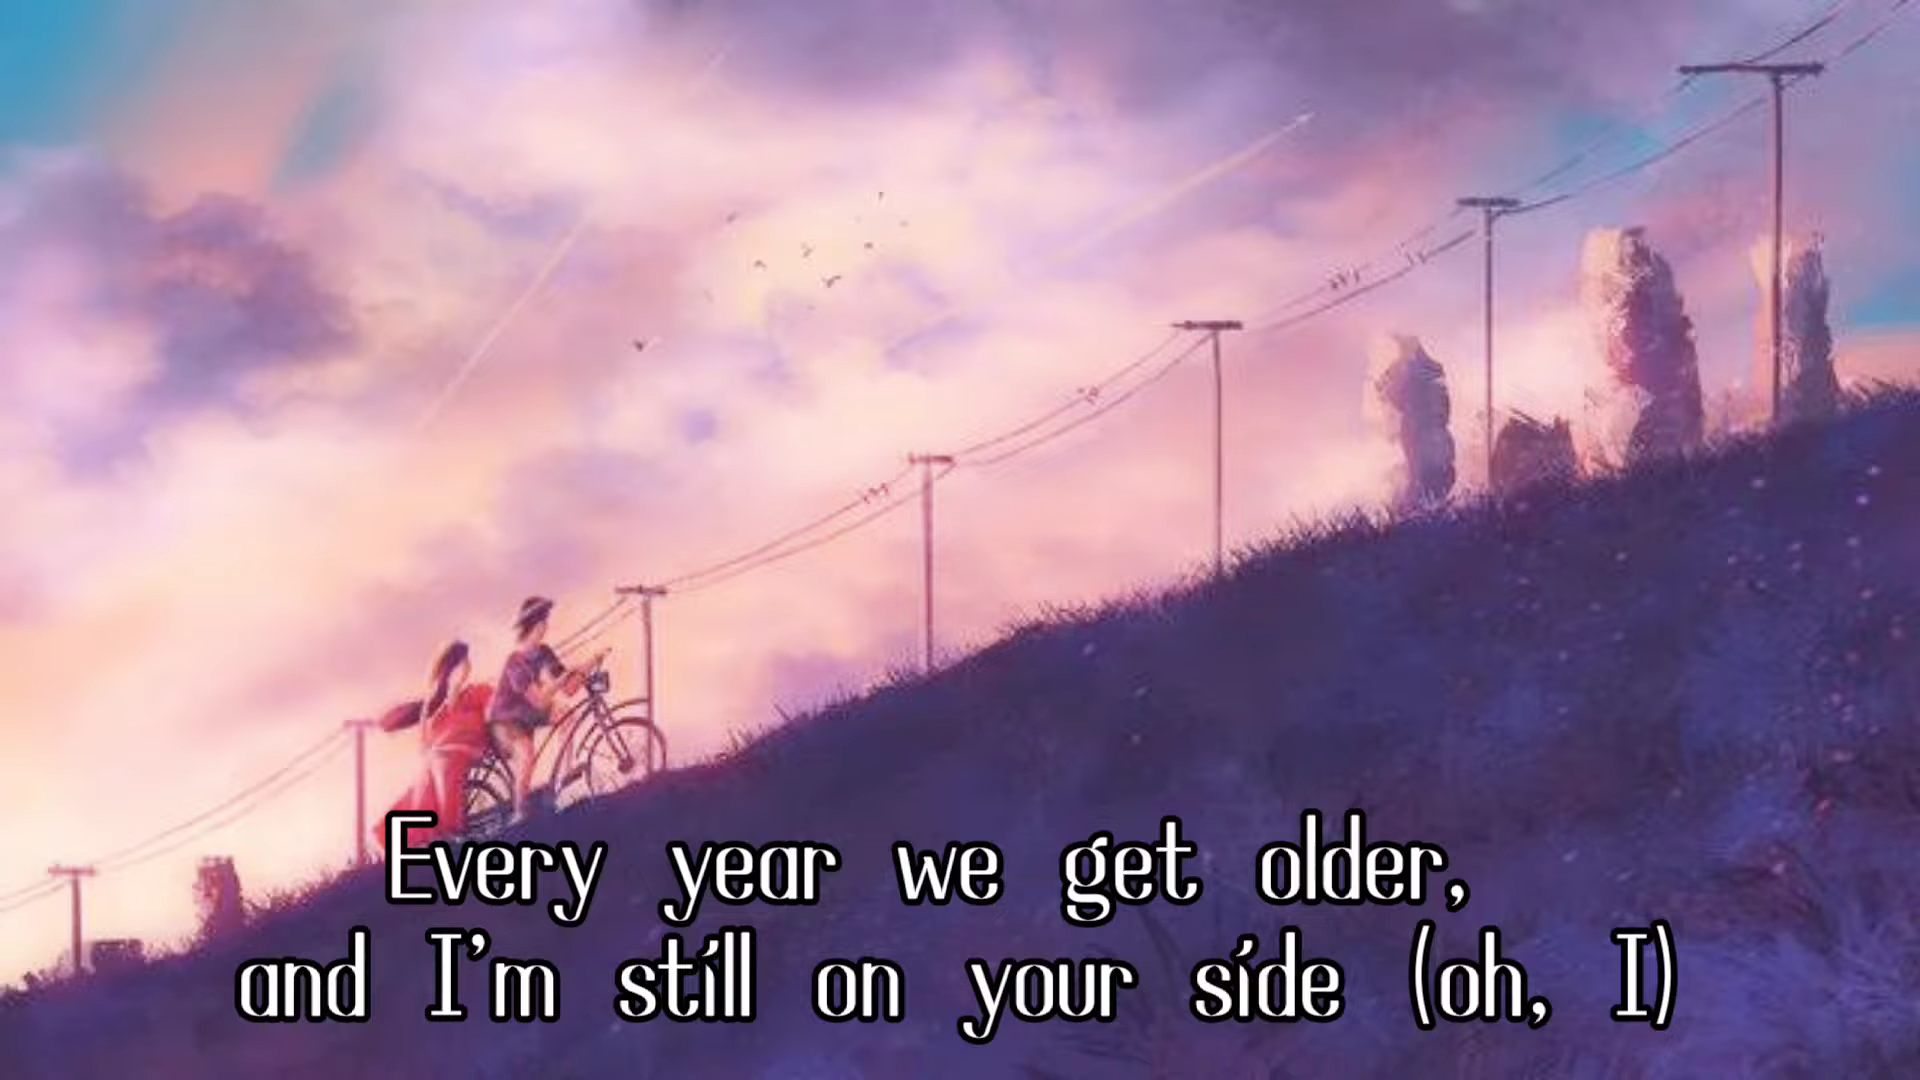 Every year we get older,
and I'm still on your side (oh, I)